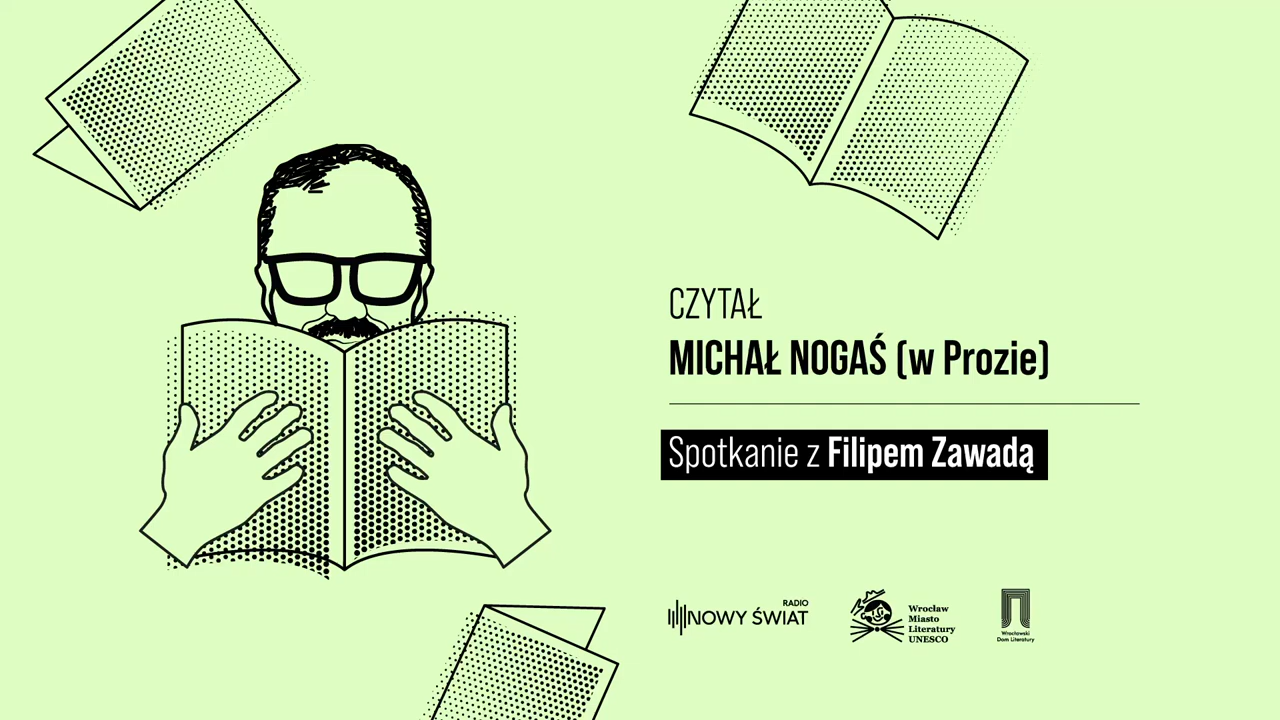 CZYTAŁ
MICHAŁ NOGAŚ (w Prozie)
Spotkanie z Filipem Zawadą
RADIO
NOWY ŚWIAT
Wrocław
Miasto
Literatury
UNESCO
Wrocławski
Dom Literatury